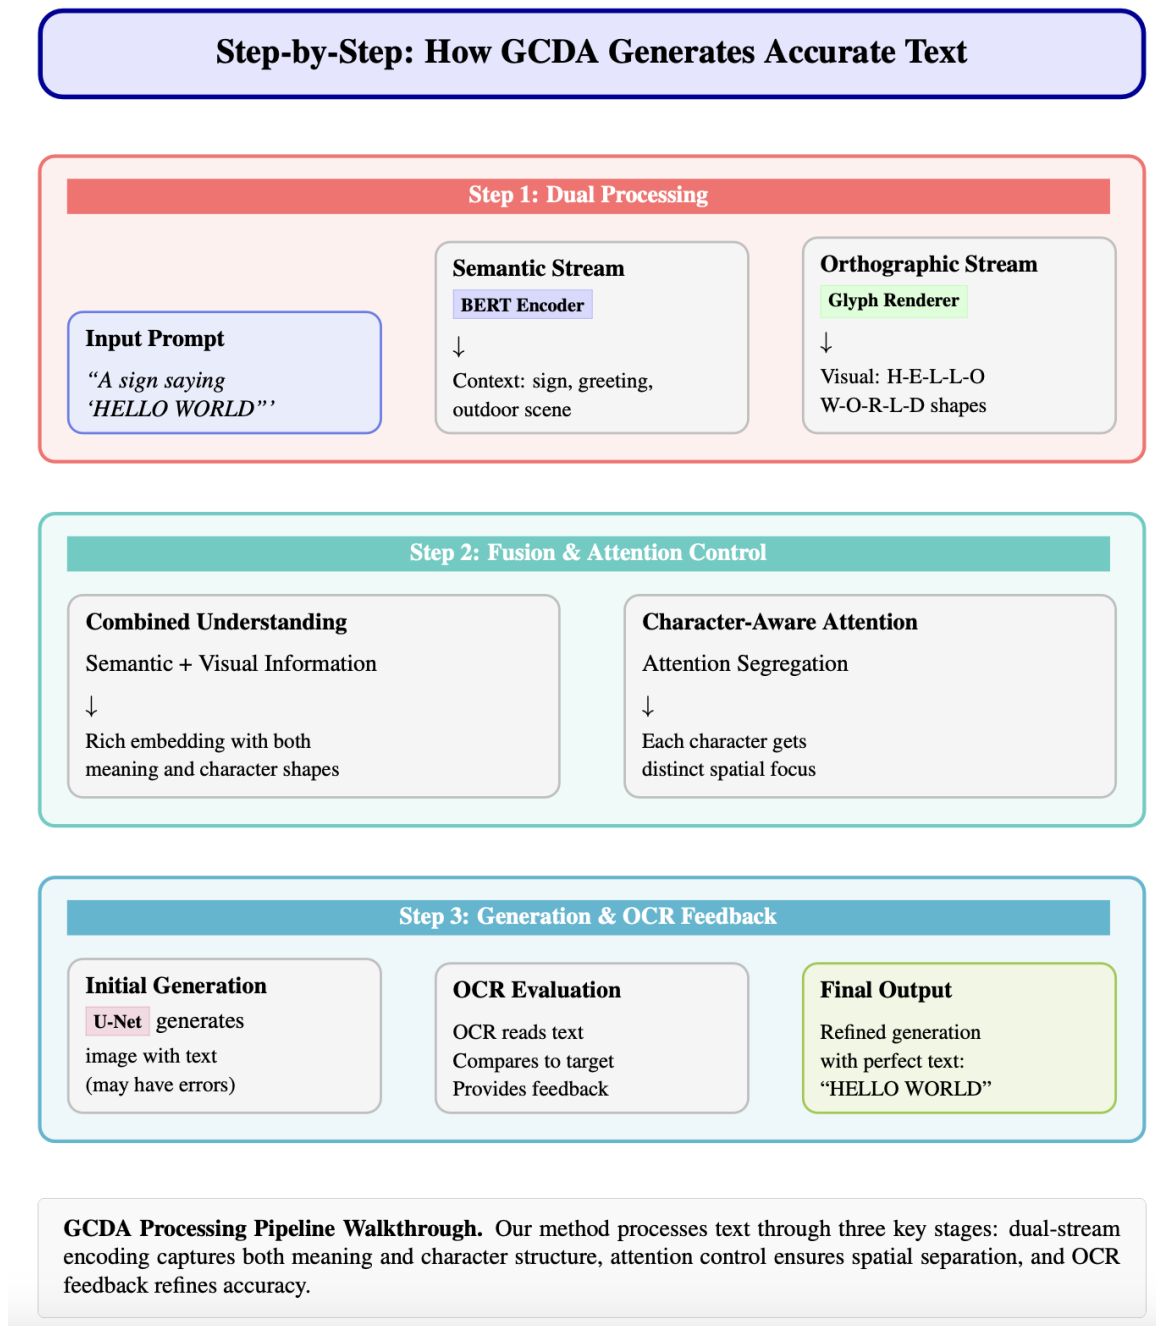 Step-by-Step: How GCDA Generates Accurate Text
Step 1: Dual Processing
Input Prompt
“A sign saying
‘HELLO WORLD”’
Semantic Stream
BERT Encoder
↓
Context: sign, greeting,
outdoor scene
Orthographic Stream
Glyph Renderer
↓
Visual: H-E-L-L-O
W-O-R-L-D shapes
Step 2: Fusion & Attention Control
Combined Understanding
Semantic + Visual Information
↓
Rich embedding with both
meaning and character shapes
Character-Aware Attention
Attention Segregation
↓
Each character gets
distinct spatial focus
Step 3: Generation & OCR Feedback
Initial Generation
U-Net generates
image with text
(may have errors)
OCR Evaluation
OCR reads text
Compares to target
Provides feedback
Final Output
Refined generation
with perfect text:
“HELLO WORLD”
GCDA Processing Pipeline Walkthrough. Our method processes text through three key stages: dual-stream
encoding captures both meaning and character structure, attention control ensures spatial separation, and OCR
feedback refines accuracy.